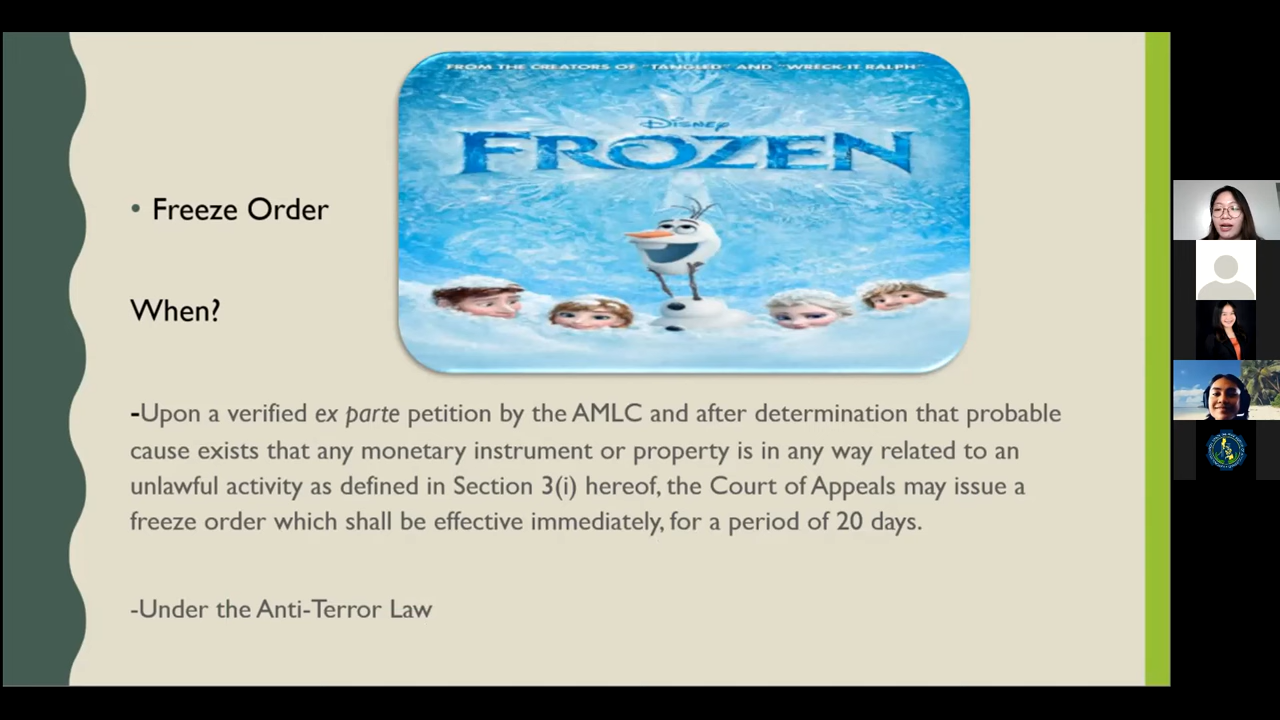 FROM THE CREATORS OF "TANGLED" AND "WRECK-IT RALPH"
DISNEY
FROZEN
• Freeze Order
When?
-Upon a verified ex parte petition by the AMLC and after determination that probable
cause exists that any monetary instrument or property is in any way related to an
unlawful activity as defined in Section 3(i) hereof, the Court of Appeals may issue a
freeze order which shall be effective immediately, for a period of 20 days.
-Under the Anti-Terror Law